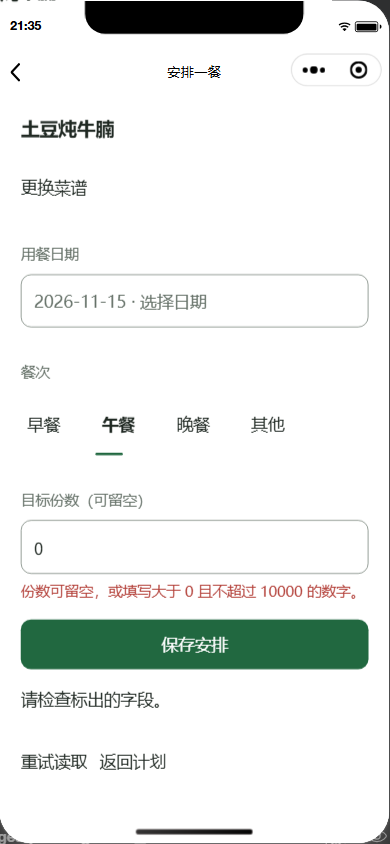 21:35
安排一餐
土豆炖牛腩
更换菜谱
用餐日期
2026-11-15 · 选择日期
餐次
早餐 午餐 晚餐 其他
目标份数（可留空）
0
份数可留空，或填写大于 0 且不超过 10000 的数字。
保存安排
请检查标出的字段。
重试读取 返回计划